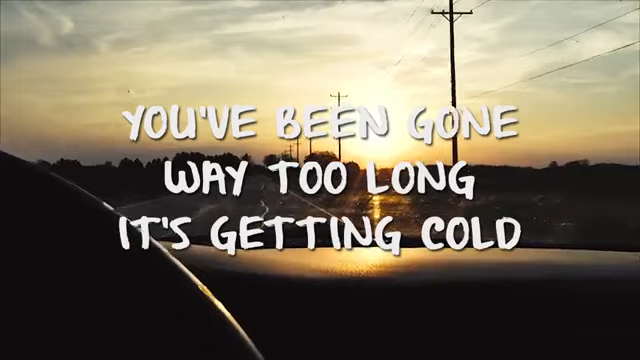 YOU'VE BEEN GONE
WAY TOO LONG
IT'S GETTING COLD